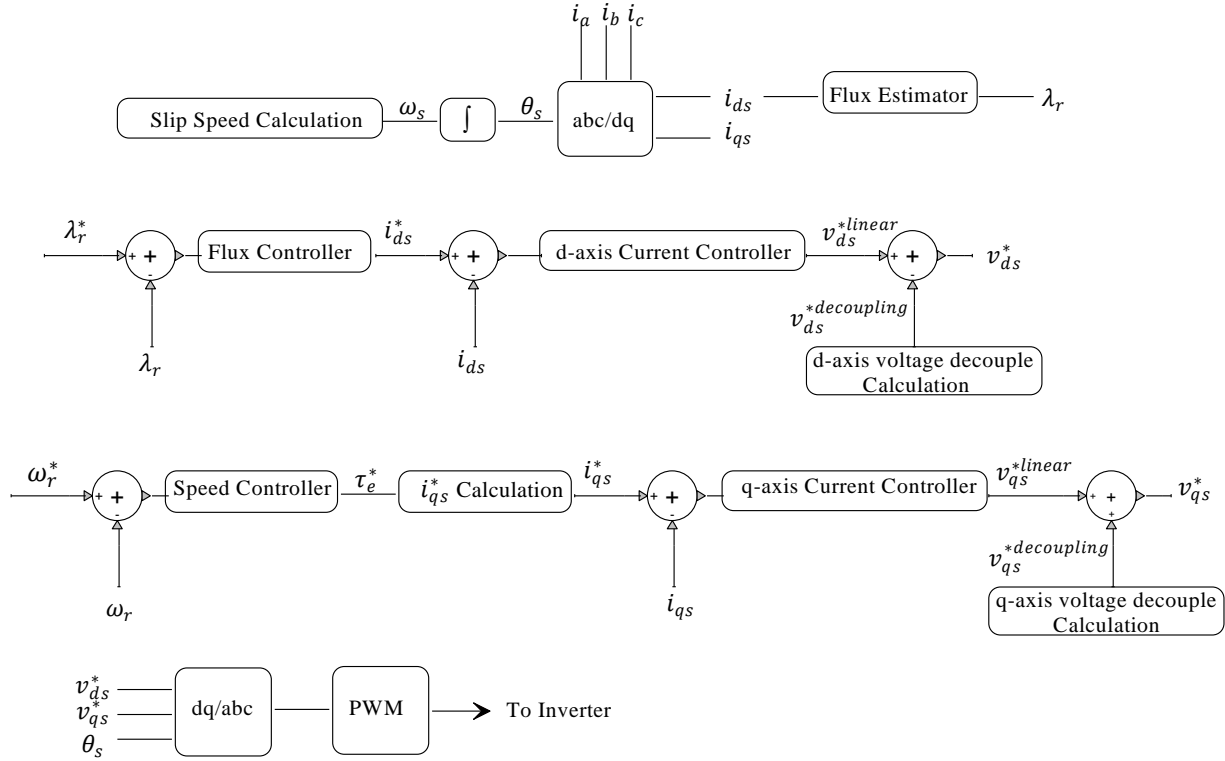 i_a i_b i_c
Slip Speed Calculation ω_s ∫ θ_s abc/dq i_ds Flux Estimator λ_r
i_qs
λ_r^* + + - Flux Controller i_ds^* + + - d-axis Current Controller v_ds^{*linear} + + - v_ds^*
λ_r
i_ds
v_ds^{*decoupling}
d-axis voltage decouple
Calculation
ω_r^* + + - Speed Controller τ_e^* i_qs^* Calculation i_qs^* + + - q-axis Current Controller v_qs^{*linear} + + + v_qs^*
ω_r
i_qs
v_qs^{*decoupling}
q-axis voltage decouple
Calculation
v_ds^*
v_qs^* dq/abc PWM To Inverter
θ_s